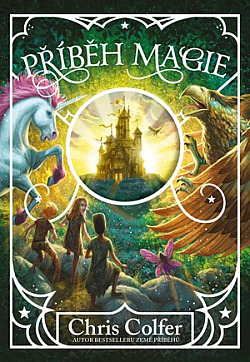 PŘÍBĚH MAGIE
Chris Colfer
AUTOR BESTSELLERU ZEMĚ PŘÍBĚHŮ